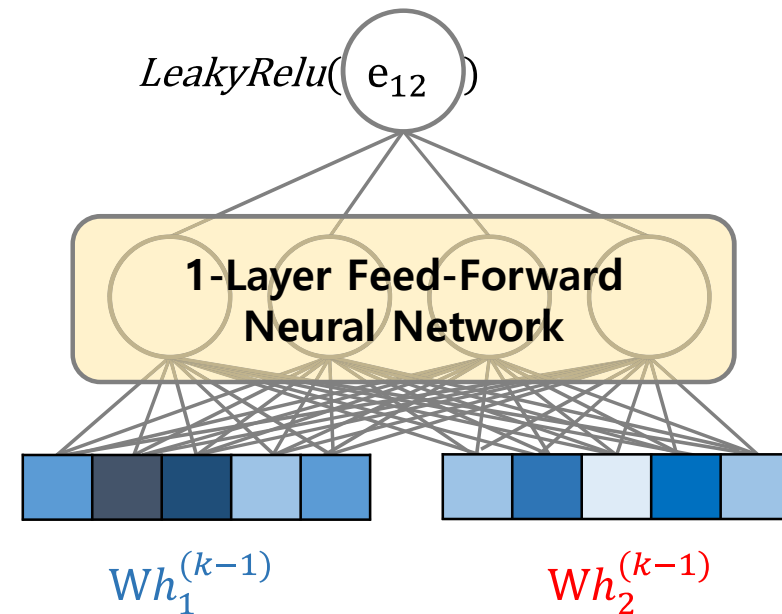 LeakyRelu( e₁₂ )
1-Layer Feed-Forward
Neural Network
Wh₁⁽ᵏ⁻¹⁾ Wh₂⁽ᵏ⁻¹⁾